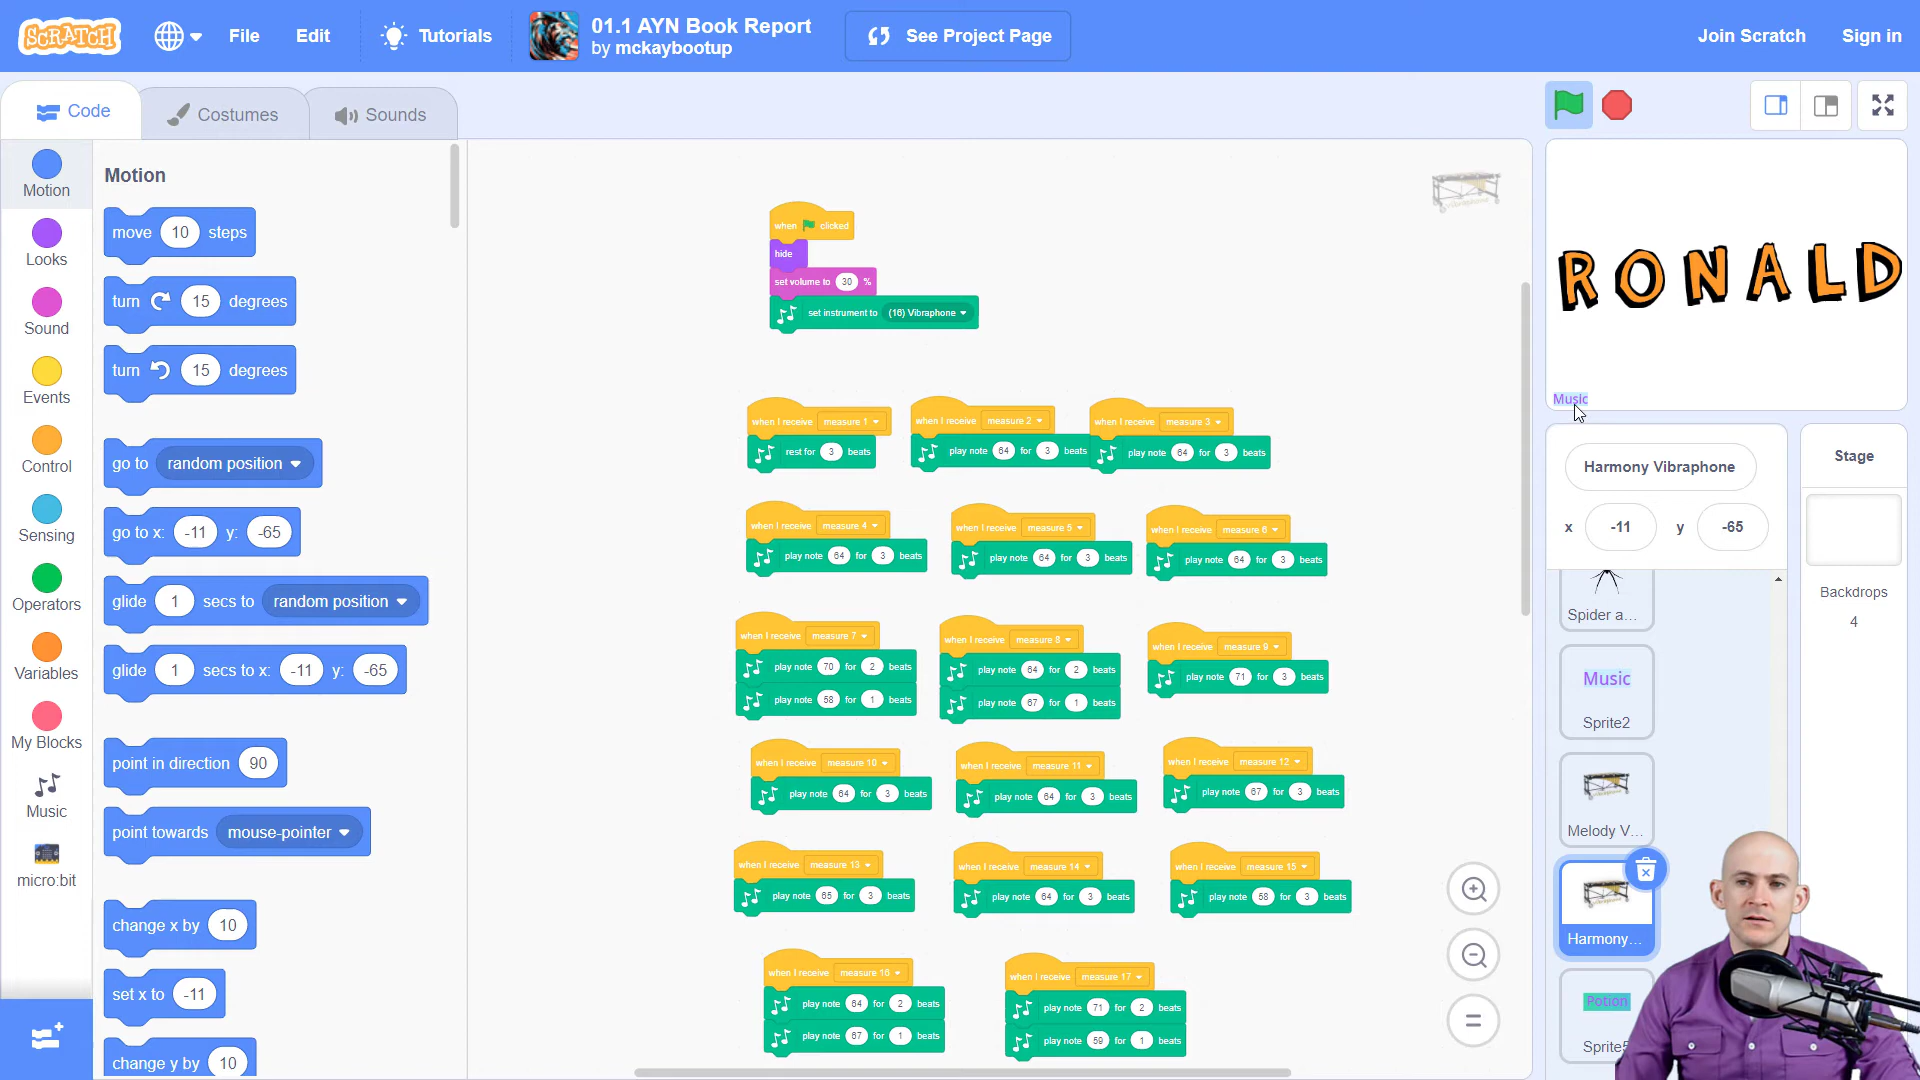 SCRATCH File Edit Tutorials 01.1 AYN Book Report See Project Page Join Scratch Sign in
by mckaybootup
Code Costumes Sounds
Motion
Looks
Sound
Events
Control
Sensing
Operators
Variables
My Blocks
Music
micro:bit
Motion
move 10 steps
turn 15 degrees
turn 15 degrees
go to random position
go to x: -11 y: -65
glide 1 secs to random position
glide 1 secs to x: -11 y: -65
point in direction 90
point towards mouse-pointer
change x by 10
set x to -11
change y by 10
when clicked
hide
set volume to 30 %
set instrument to (16) Vibraphone
when I receive measure 1
rest for 3 beats
when I receive measure 2
play note 64 for 3 beats
when I receive measure 3
play note 64 for 3 beats
when I receive measure 4
play note 64 for 3 beats
when I receive measure 5
play note 64 for 3 beats
when I receive measure 6
play note 64 for 3 beats
when I receive measure 7
play note 70 for 2 beats
play note 58 for 1 beats
when I receive measure 8
play note 64 for 2 beats
play note 67 for 1 beats
when I receive measure 9
play note 71 for 3 beats
when I receive measure 10
play note 64 for 3 beats
when I receive measure 11
play note 64 for 3 beats
when I receive measure 12
play note 67 for 3 beats
when I receive measure 13
play note 65 for 3 beats
when I receive measure 14
play note 64 for 3 beats
when I receive measure 15
play note 58 for 3 beats
when I receive measure 16
play note 64 for 2 beats
play note 67 for 1 beats
when I receive measure 17
play note 71 for 2 beats
play note 59 for 1 beats
RONALD
Music
Harmony Vibraphone
x -11 y -65
Spider a...
Music
Sprite2
Melody V...
Harmony...
Potion
Stage
Backdrops
4